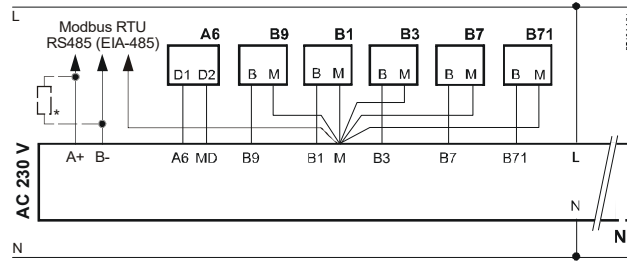 L
Modbus RTU
RS485 (EIA-485)
A6 B9 B1 B3 B7 B71
D1 D2 B M B M B M B M B M
*
A+ B- A6 MD B9 B1 M B3 B7 B71 L
AC 230 V
N
N
N